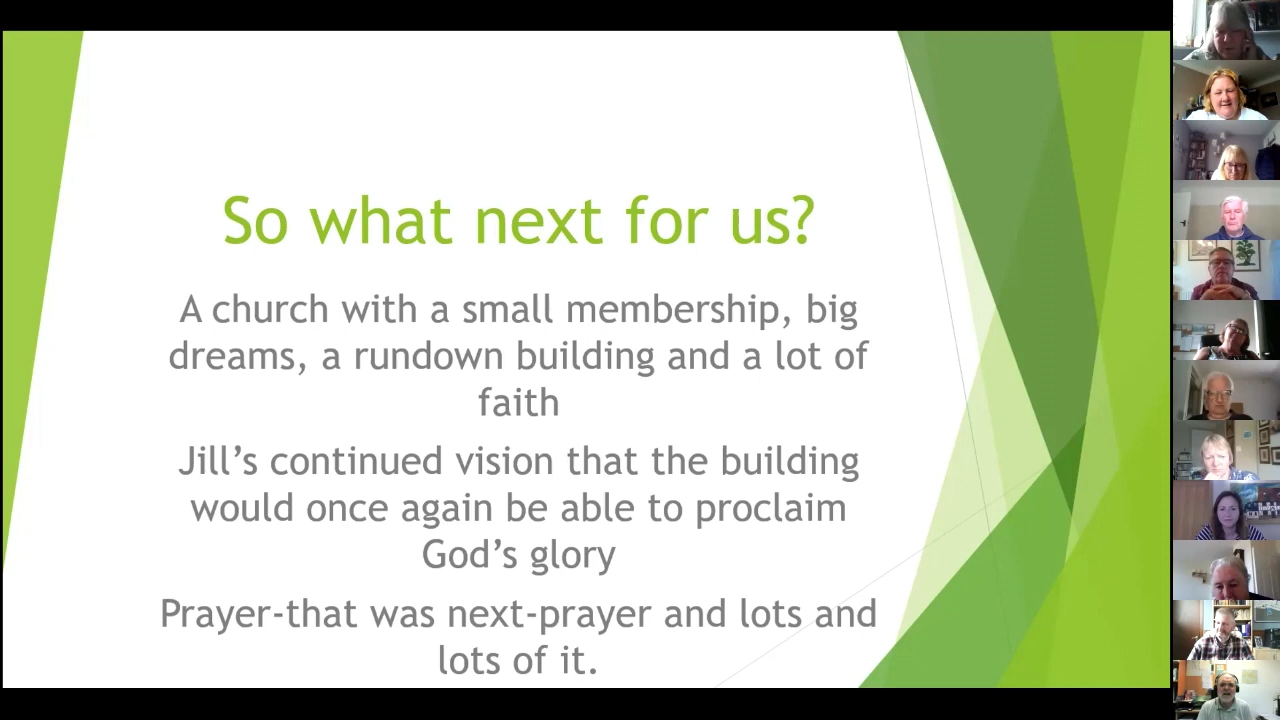 So what next for us?
A church with a small membership, big
dreams, a rundown building and a lot of
faith
Jill’s continued vision that the building
would once again be able to proclaim
God’s glory
Prayer-that was next-prayer and lots and
lots of it.